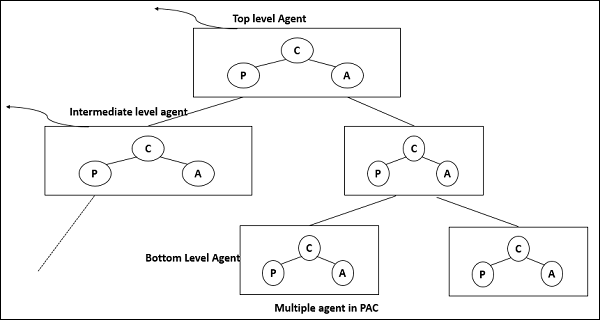 Top level Agent
C
P A
Intermediate level agent
C
P A
C
P A
Bottom Level Agent
C
P A
C
P A
Multiple agent in PAC